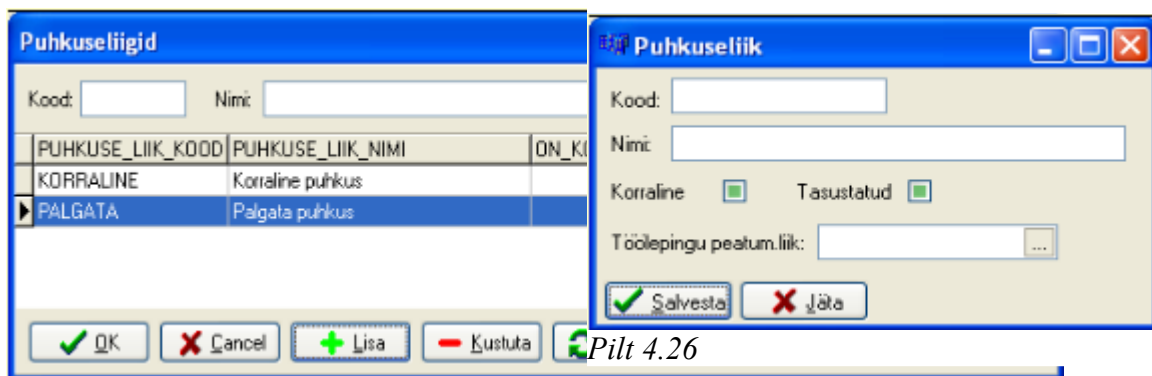 Puhkuseliigid
Kood: Nimi:
PUHKUSE_LIIK_KOOD PUHKUSE_LIIK_NIMI
KORRALINE Korraline puhkus
PALGATA Palgata puhkus
OK Cancel Lisa Kustuta
Puhkuseliik
Kood:
Nimi:
Korraline Tasustatud
Töölepingu peatum.liik: ...
Salvesta Jäta
Pilt 4.26